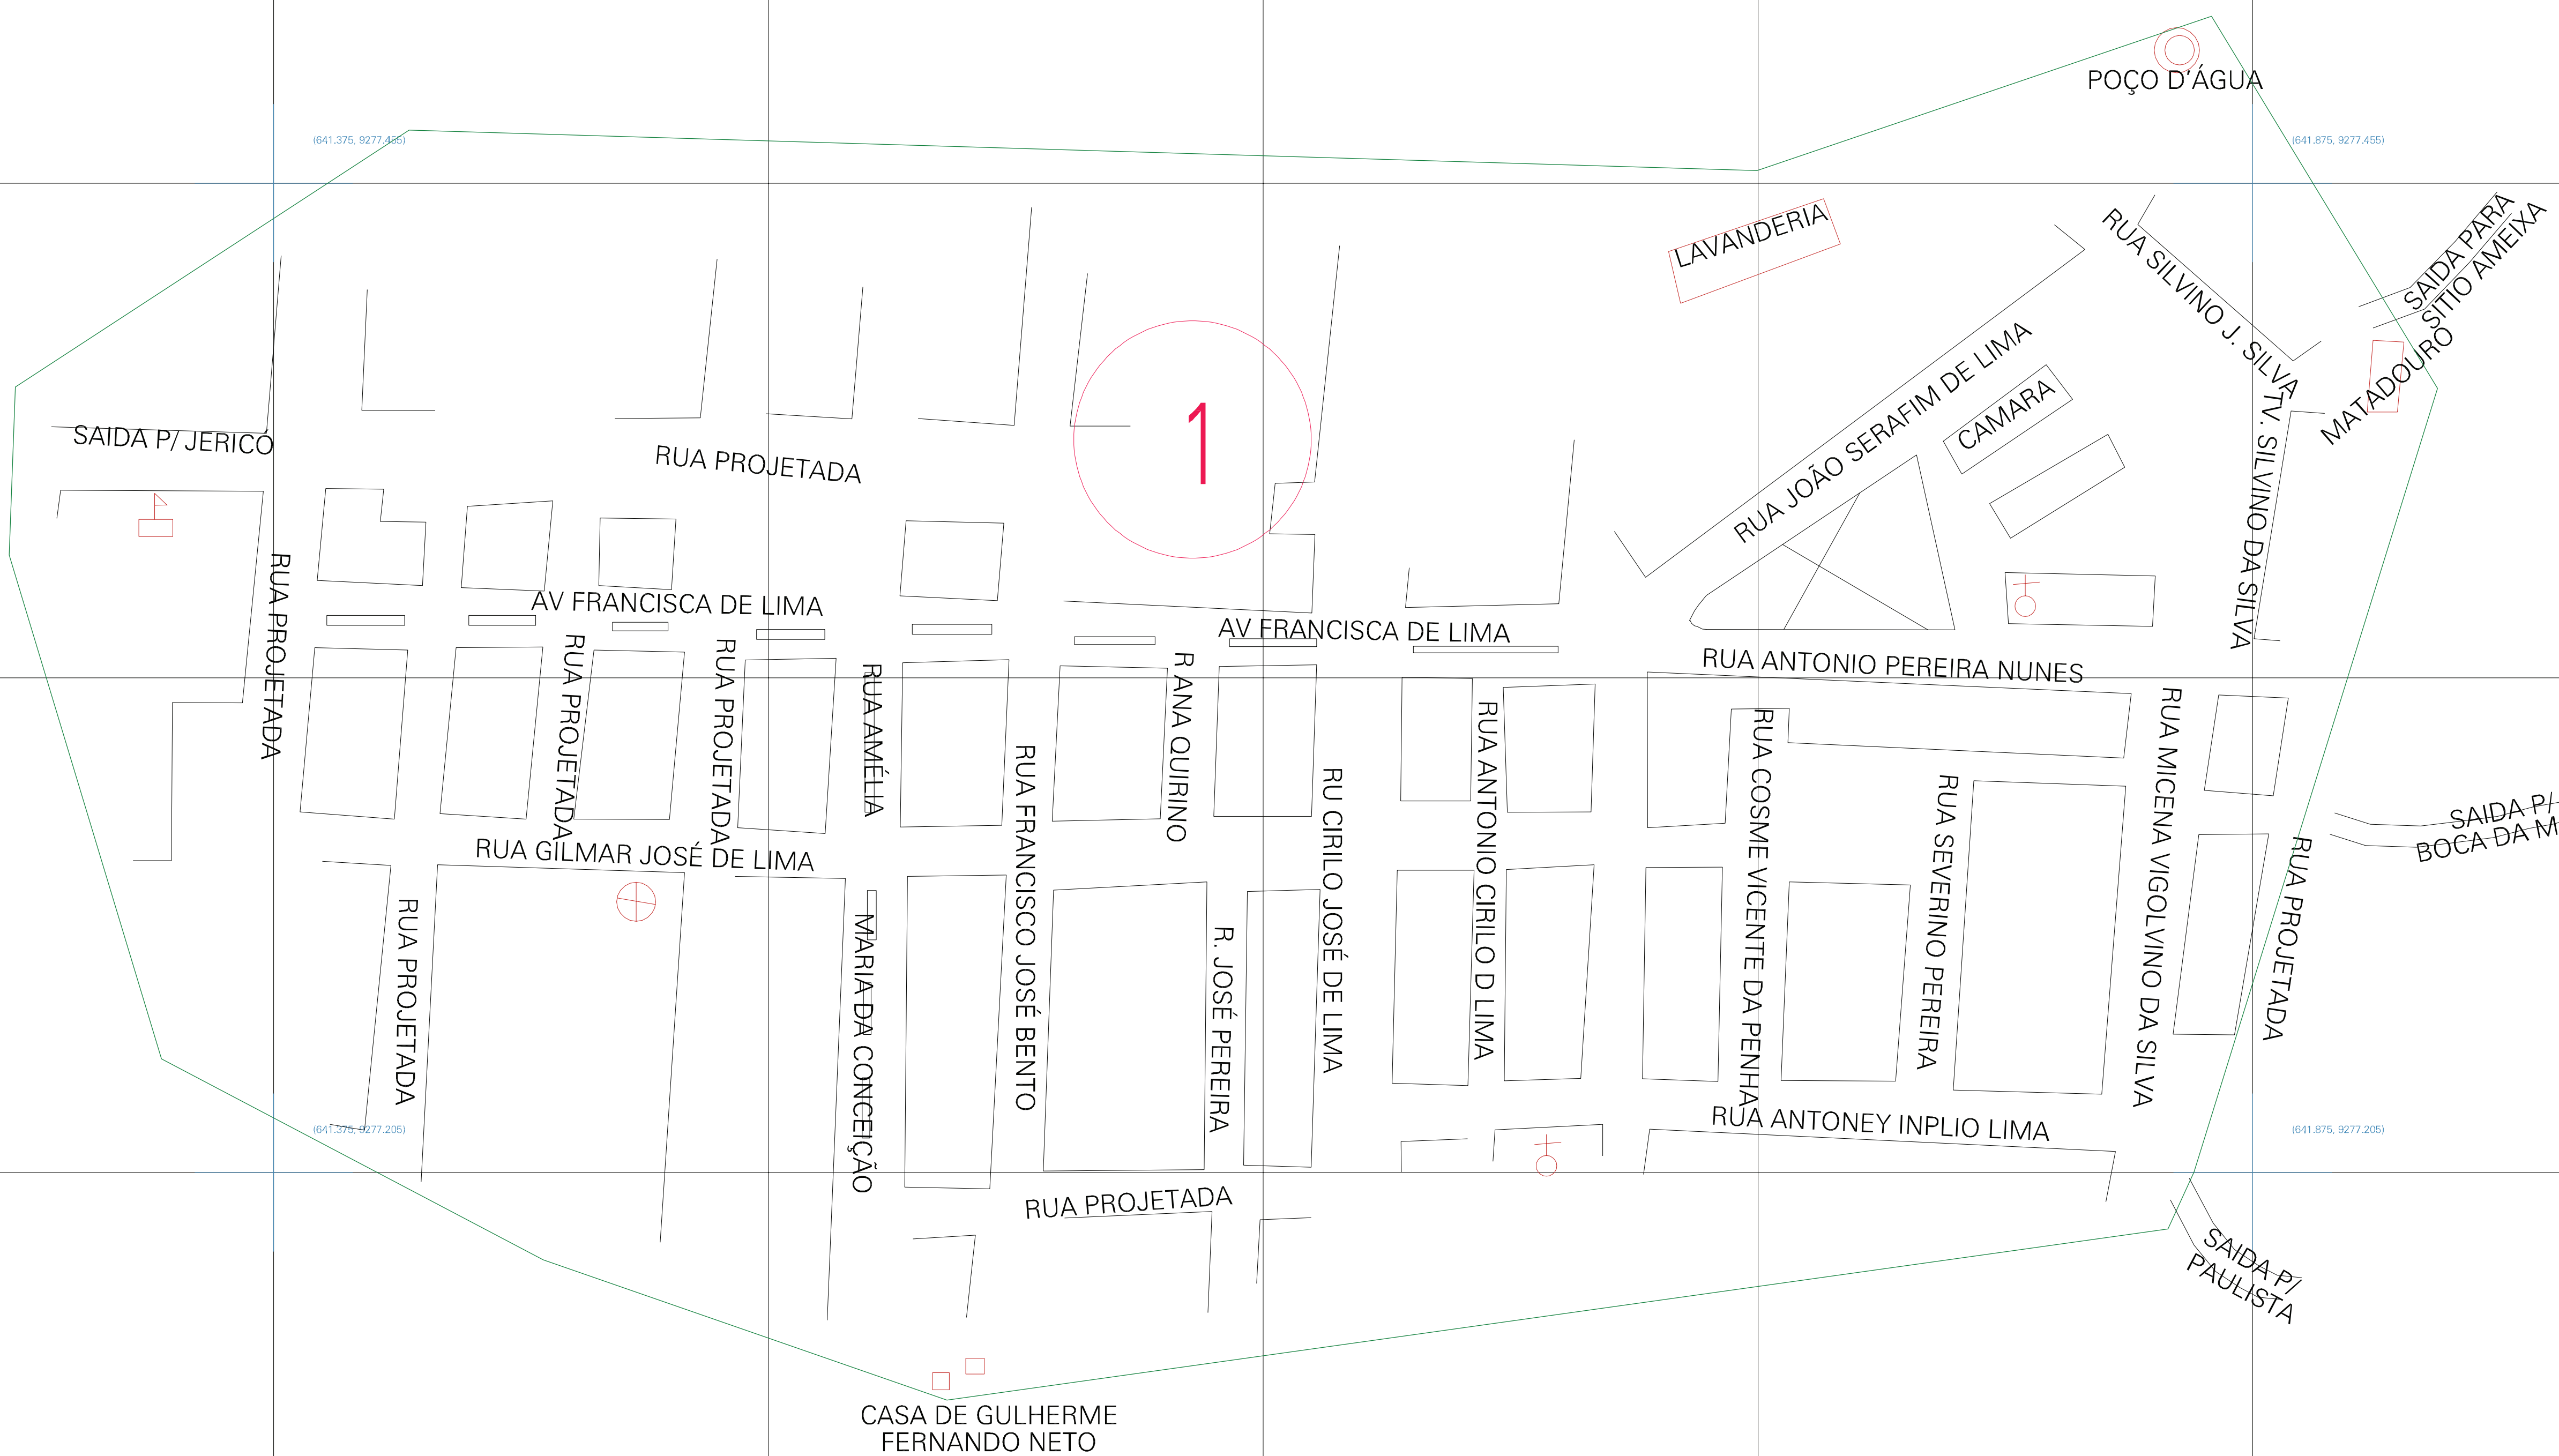 POÇO D'ÁGUA
(641.375, 9277.455)
(641.875, 9277.455)
LAVANDERIA
RUA SILVINO J. SILVA
SAIDA PARA
SITIO AMEIXA
MATADOURO
SAIDA P/ JERICÓ
RUA PROJETADA
1
RUA JOÃO SERAFIM DE LIMA
CAMARA
TV. SILVINO DA SILVA
AV FRANCISCA DE LIMA
AV FRANCISCA DE LIMA
RUA ANTONIO PEREIRA NUNES
RUA PROJETADA
RUA PROJETADA
RUA PROJETADA
RUA AMÉLIA
RUA FRANCISCO JOSÉ BENTO
R ANA QUIRINO
RU CIRILO JOSÉ DE LIMA
RUA ANTONIO CIRILO D LIMA
RUA COSME VICENTE DA PENHA
RUA SEVERINO PEREIRA
RUA MICENA VIGOLVINO DA SILVA
RUA PROJETADA
SAIDA P/
BOCA DA M
RUA GILMAR JOSÉ DE LIMA
RUA PROJETADA
MARIA DA CONCEIÇÃO
R. JOSÉ PEREIRA
(641.375, 9277.205)
RUA ANTONEY INPLIO LIMA
(641.875, 9277.205)
RUA PROJETADA
SAIDA P/
PAULISTA
CASA DE GULHERME
FERNANDO NETO